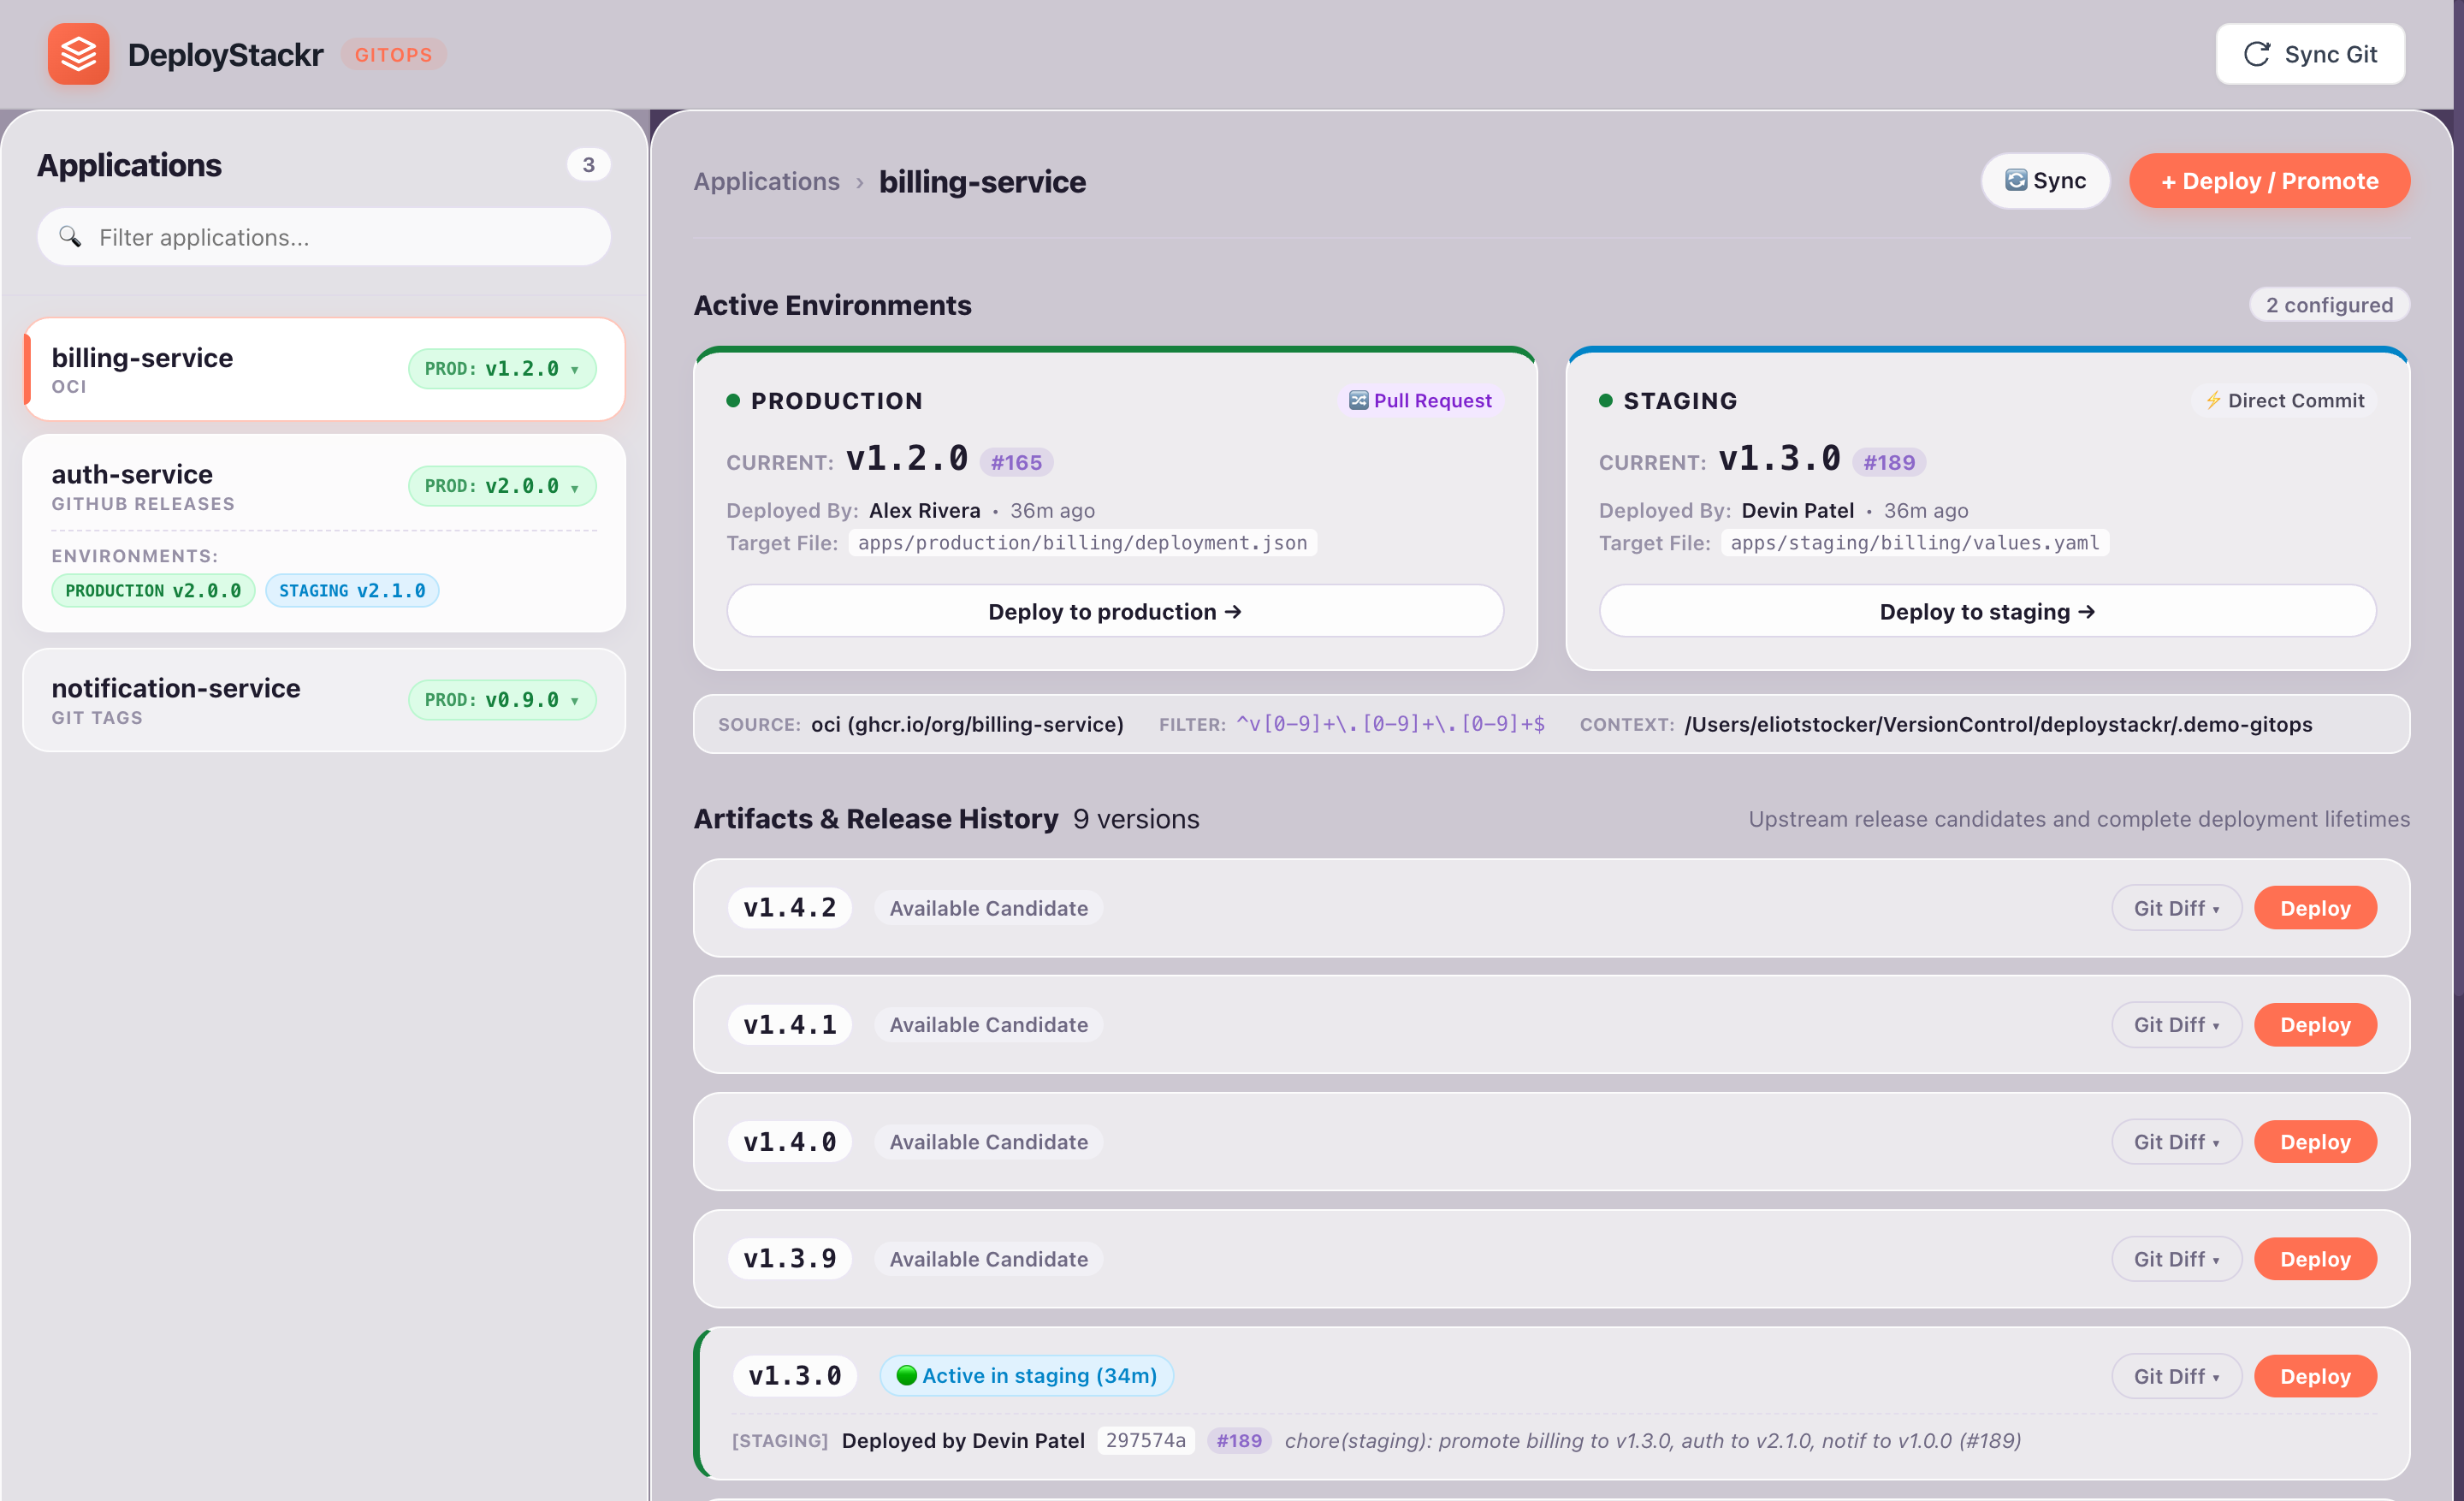 DeployStackr GITOPS
Sync Git
Applications 3
Filter applications...
billing-service
OCI
PROD: v1.2.0 ▾
auth-service
GITHUB RELEASES
PROD: v2.0.0 ▾
ENVIRONMENTS:
PRODUCTION v2.0.0 STAGING v2.1.0
notification-service
GIT TAGS
PROD: v0.9.0 ▾
Applications › billing-service
Sync
+ Deploy / Promote
Active Environments
2 configured
PRODUCTION
Pull Request
CURRENT: v1.2.0 #165
Deployed By: Alex Rivera • 36m ago
Target File: apps/production/billing/deployment.json
Deploy to production →
STAGING
Direct Commit
CURRENT: v1.3.0 #189
Deployed By: Devin Patel • 36m ago
Target File: apps/staging/billing/values.yaml
Deploy to staging →
SOURCE: oci (ghcr.io/org/billing-service) FILTER: ^v[0-9]+\.[0-9]+\.[0-9]+$ CONTEXT: /Users/eliotstocker/VersionControl/deploystackr/.demo-gitops
Artifacts & Release History 9 versions
Upstream release candidates and complete deployment lifetimes
v1.4.2 Available Candidate Git Diff ▾ Deploy
v1.4.1 Available Candidate Git Diff ▾ Deploy
v1.4.0 Available Candidate Git Diff ▾ Deploy
v1.3.9 Available Candidate Git Diff ▾ Deploy
v1.3.0 Active in staging (34m) Git Diff ▾ Deploy
[STAGING] Deployed by Devin Patel 297574a #189 chore(staging): promote billing to v1.3.0, auth to v2.1.0, notif to v1.0.0 (#189)